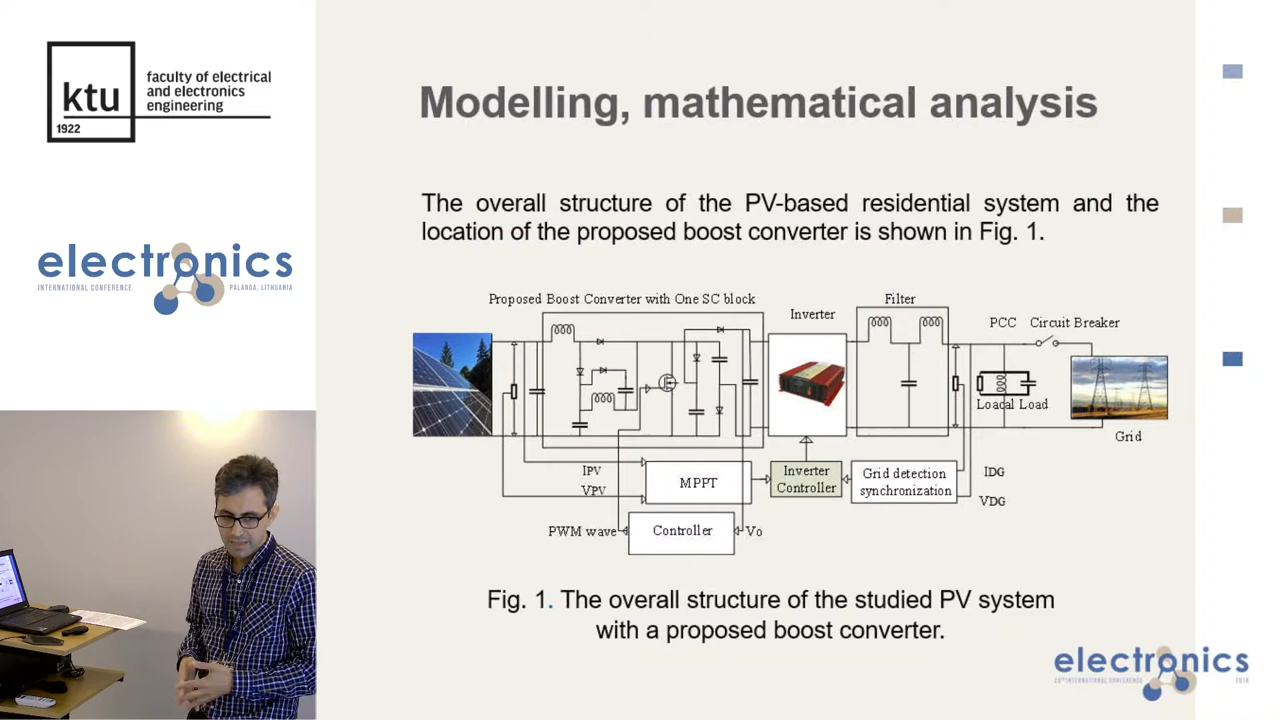 ktu
1922
faculty of electrical
and electronics
engineering
electronics
INTERNATIONAL CONFERENCE
PALANGA, LITHUANIA
Modelling, mathematical analysis
The overall structure of the PV-based residential system and the
location of the proposed boost converter is shown in Fig. 1.
Proposed Boost Converter with One SC block
Inverter
Filter
PCC
Circuit Breaker
Loacal Load
Grid
IPV
VPV
MPPT
Inverter
Controller
Grid detection
synchronization
IDG
VDG
PWM wave
Controller
Vo
Fig. 1. The overall structure of the studied PV system
with a proposed boost converter.
electronics
INTERNATIONAL CONFERENCE